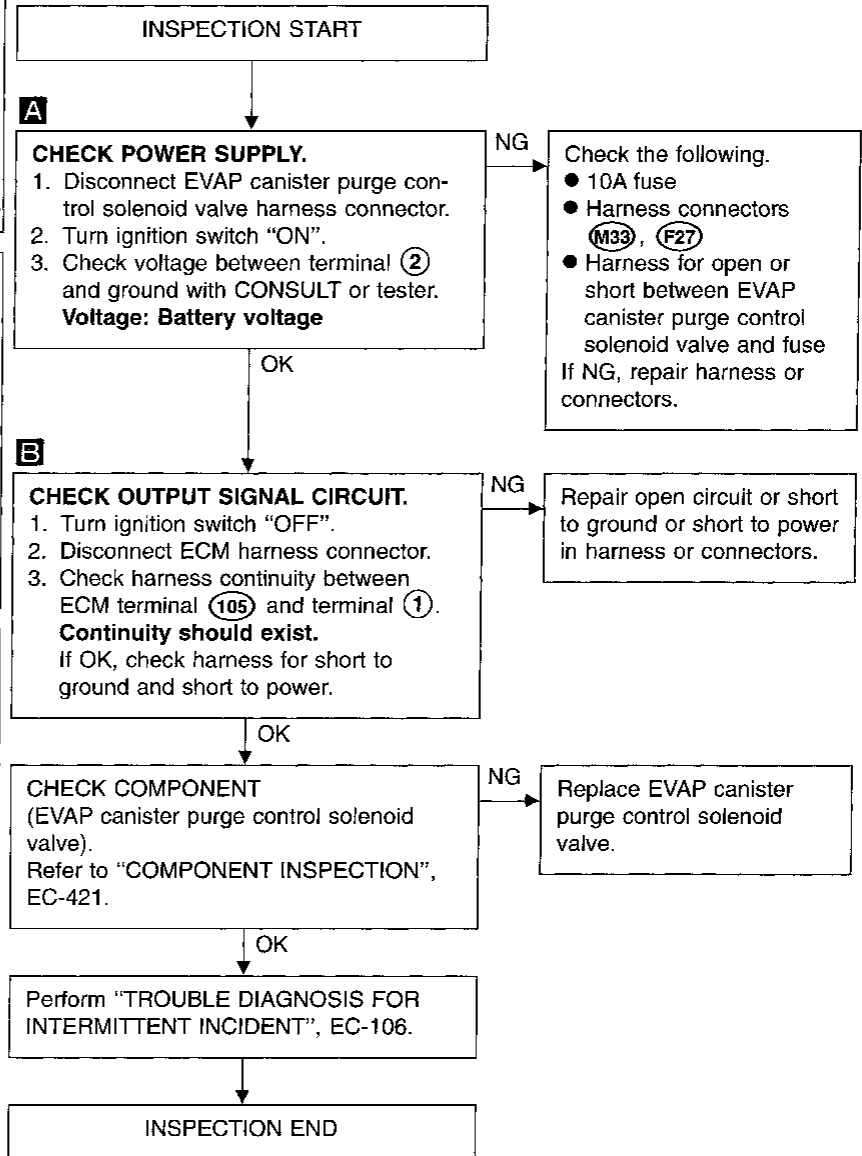 INSPECTION START
A
CHECK POWER SUPPLY.
1. Disconnect EVAP canister purge con-
trol solenoid valve harness connector.
2. Turn ignition switch “ON”.
3. Check voltage between terminal ②
and ground with CONSULT or tester.
Voltage: Battery voltage
NG
Check the following.
● 10A fuse
● Harness connectors
(M33), (F27)
● Harness for open or
short between EVAP
canister purge control
solenoid valve and fuse
If NG, repair harness or
connectors.
OK
B
CHECK OUTPUT SIGNAL CIRCUIT.
1. Turn ignition switch “OFF”.
2. Disconnect ECM harness connector.
3. Check harness continuity between
ECM terminal (105) and terminal ①.
Continuity should exist.
If OK, check harness for short to
ground and short to power.
NG
Repair open circuit or short
to ground or short to power
in harness or connectors.
OK
CHECK COMPONENT
(EVAP canister purge control solenoid
valve).
Refer to “COMPONENT INSPECTION”,
EC-421.
NG
Replace EVAP canister
purge control solenoid
valve.
OK
Perform “TROUBLE DIAGNOSIS FOR
INTERMITTENT INCIDENT”, EC-106.
INSPECTION END